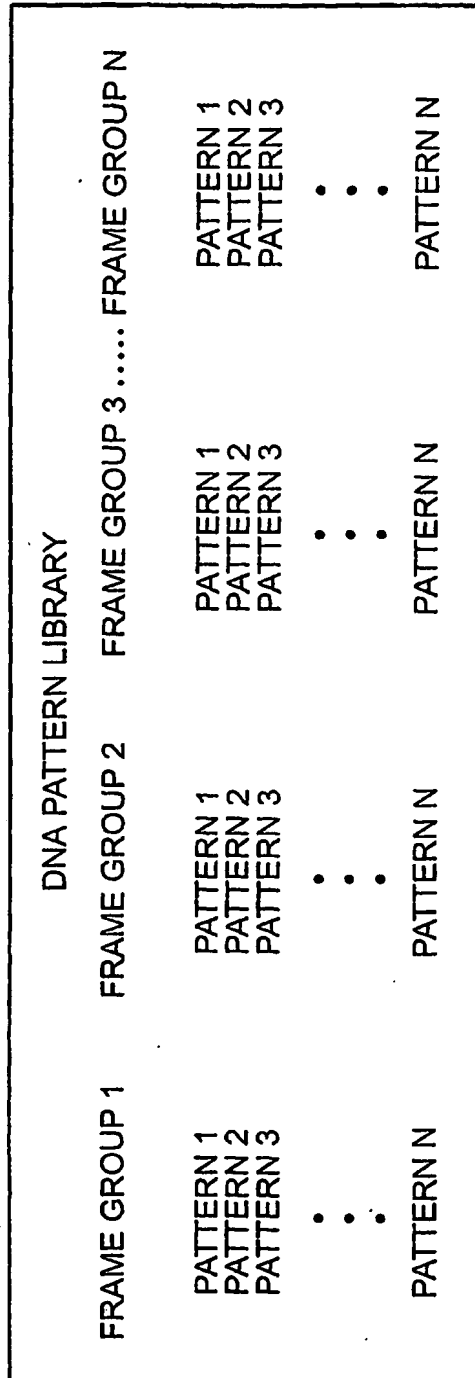 DNA PATTERN LIBRARY
FRAME GROUP 1 FRAME GROUP 2 FRAME GROUP 3 ..... FRAME GROUP N
PATTERN 1 PATTERN 1 PATTERN 1 PATTERN 1
PATTERN 2 PATTERN 2 PATTERN 2 PATTERN 2
PATTERN 3 PATTERN 3 PATTERN 3 PATTERN 3
PATTERN N PATTERN N PATTERN N PATTERN N